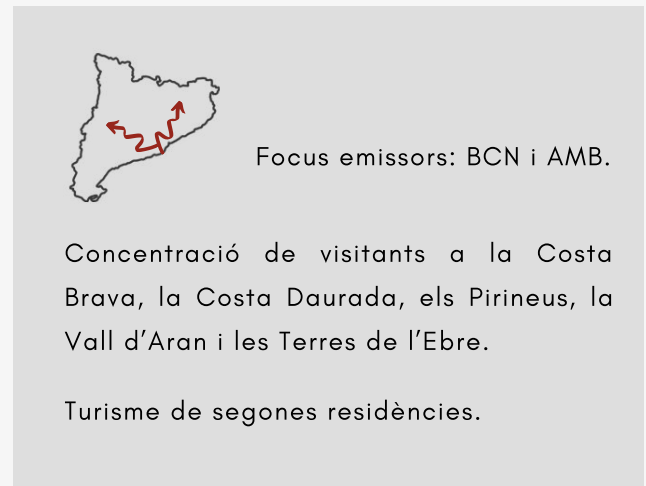 Focus emissors: BCN i AMB.
Concentració de visitants a la Costa
Brava, la Costa Daurada, els Pirineus, la
Vall d’Aran i les Terres de l’Ebre.
Turisme de segones residències.